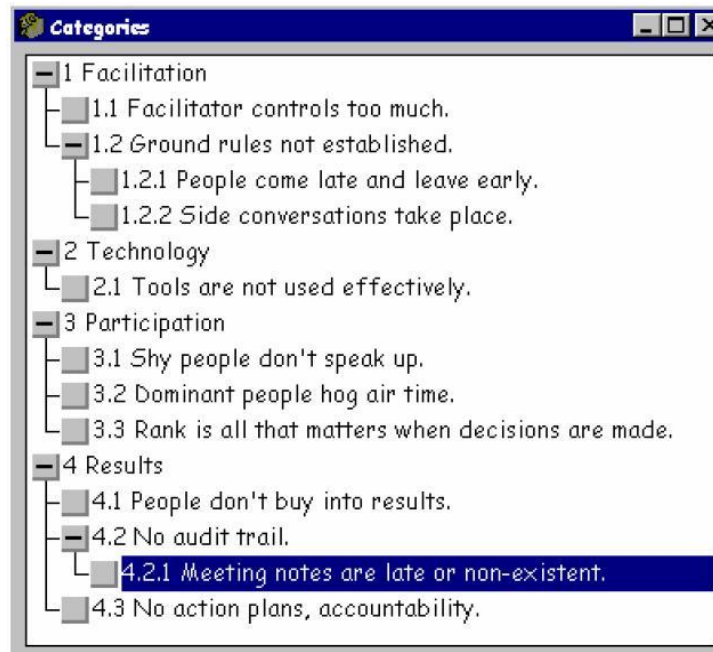 Categories
1 Facilitation
1.1 Facilitator controls too much.
1.2 Ground rules not established.
1.2.1 People come late and leave early.
1.2.2 Side conversations take place.
2 Technology
2.1 Tools are not used effectively.
3 Participation
3.1 Shy people don't speak up.
3.2 Dominant people hog air time.
3.3 Rank is all that matters when decisions are made.
4 Results
4.1 People don't buy into results.
4.2 No audit trail.
4.2.1 Meeting notes are late or non-existent.
4.3 No action plans, accountability.